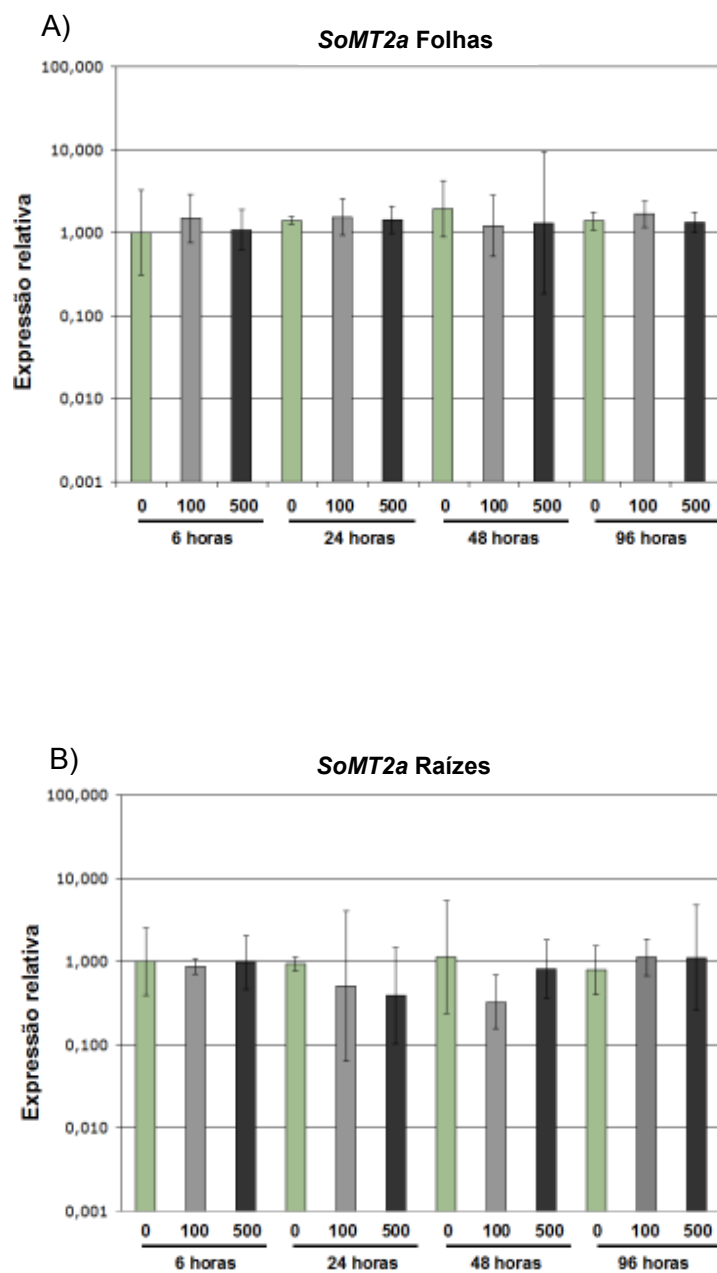 A)
SoMT2a Folhas
100,000
10,000
1,000
0,100
0,010
0,001
Expressão relativa
0 100 500 0 100 500 0 100 500 0 100 500
6 horas 24 horas 48 horas 96 horas
B)
SoMT2a Raízes
100,000
10,000
1,000
0,100
0,010
0,001
Expressão relativa
0 100 500 0 100 500 0 100 500 0 100 500
6 horas 24 horas 48 horas 96 horas